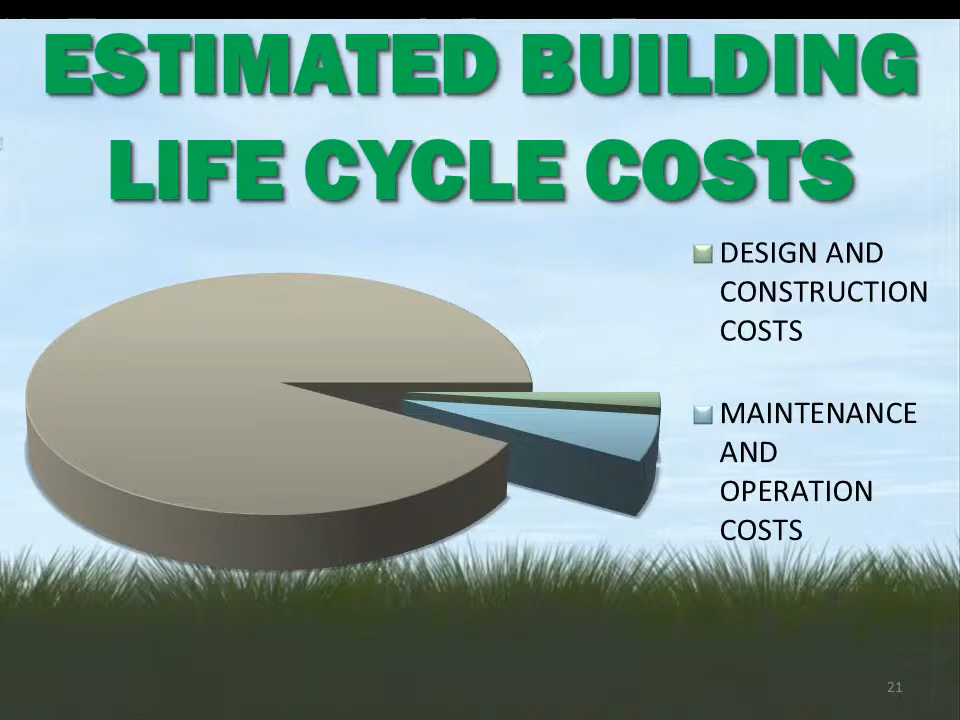 ESTIMATED BUILDING
LIFE CYCLE COSTS
DESIGN AND
CONSTRUCTION
COSTS
MAINTENANCE
AND
OPERATION
COSTS
21